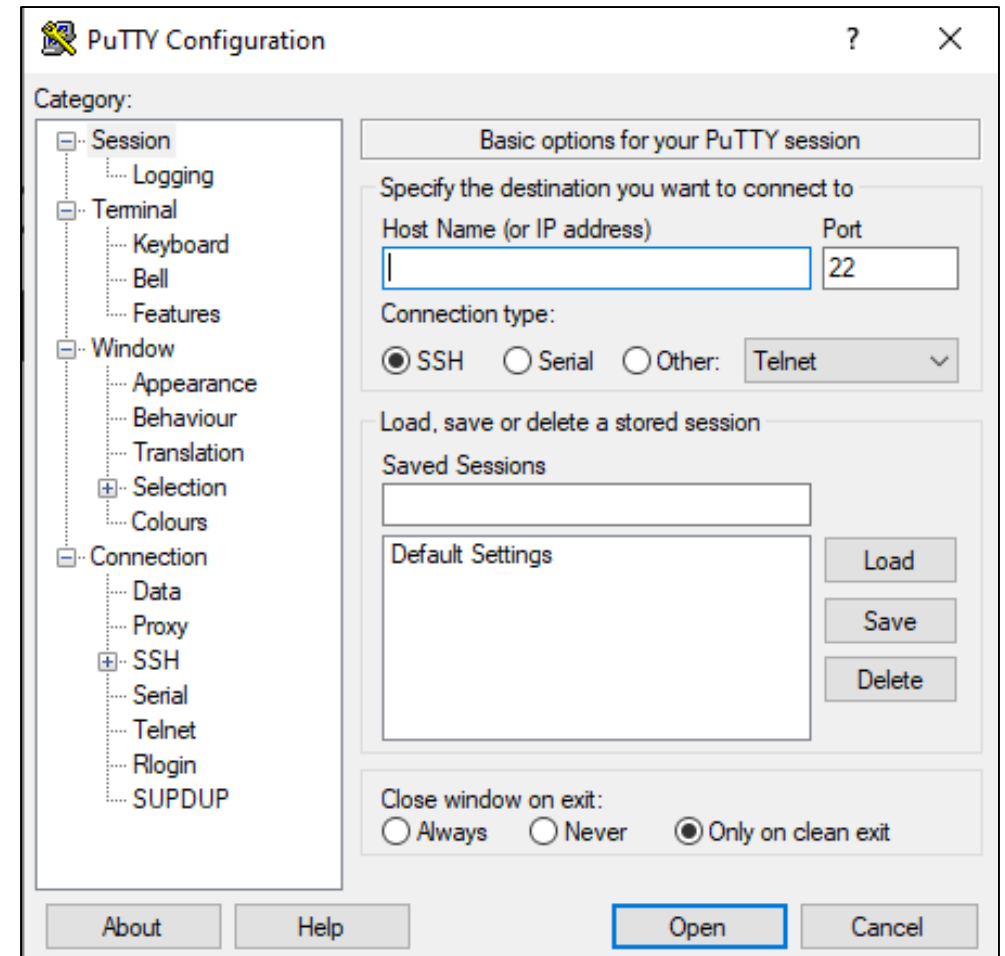 PuTTY Configuration ? X
Category:
Session
Logging
Terminal
Keyboard
Bell
Features
Window
Appearance
Behaviour
Translation
Selection
Colours
Connection
Data
Proxy
SSH
Serial
Telnet
Rlogin
SUPDUP
Basic options for your PuTTY session
Specify the destination you want to connect to
Host Name (or IP address) Port
22
Connection type:
SSH Serial Other: Telnet
Load, save or delete a stored session
Saved Sessions
Default Settings
Load
Save
Delete
Close window on exit:
Always Never Only on clean exit
About Help Open Cancel